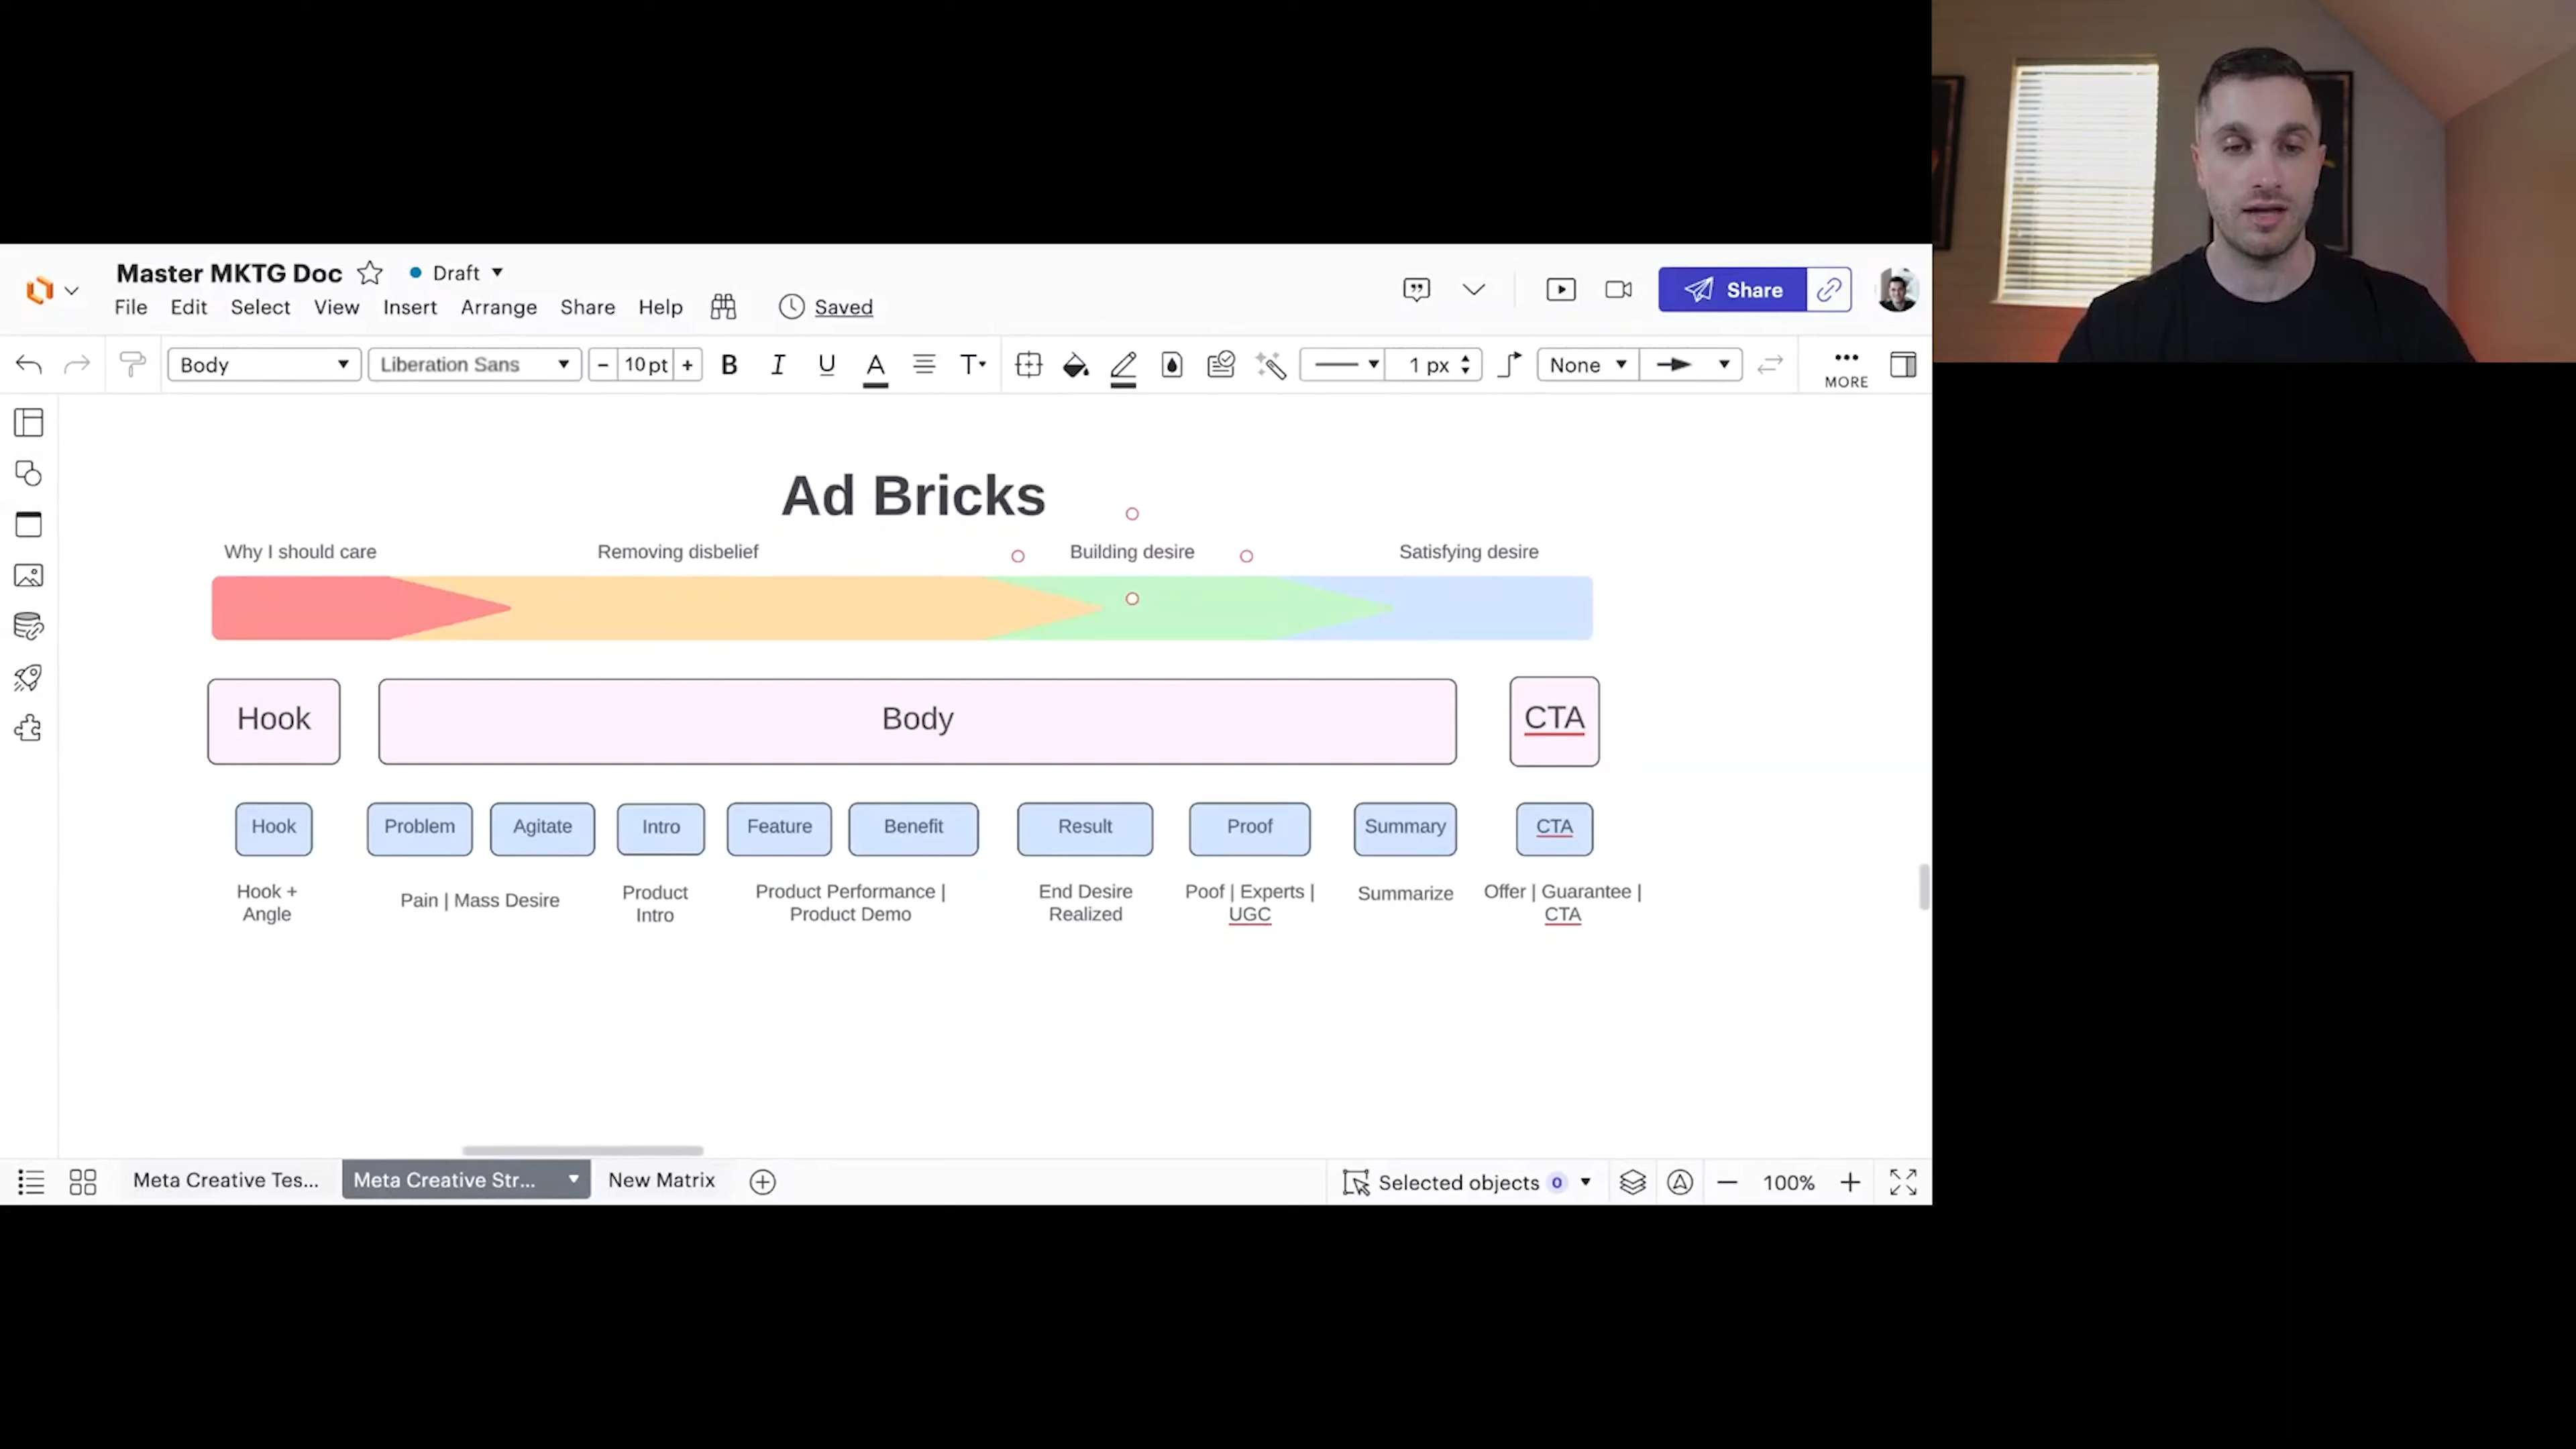 Master MKTG Doc
Draft
File Edit Select View Insert Arrange Share Help Saved
Share
Body Liberation Sans - 10 pt + B I U A T 1 px None MORE
Ad Bricks
Why I should care Removing disbelief Building desire Satisfying desire
Hook Body CTA
Hook Problem Agitate Intro Feature Benefit Result Proof Summary CTA
Hook +
Angle
Pain | Mass Desire
Product
Intro
Product Performance |
Product Demo
End Desire
Realized
Poof | Experts |
UGC
Summarize
Offer | Guarantee |
CTA
Meta Creative Tes... Meta Creative Str... New Matrix Selected objects 0 100%